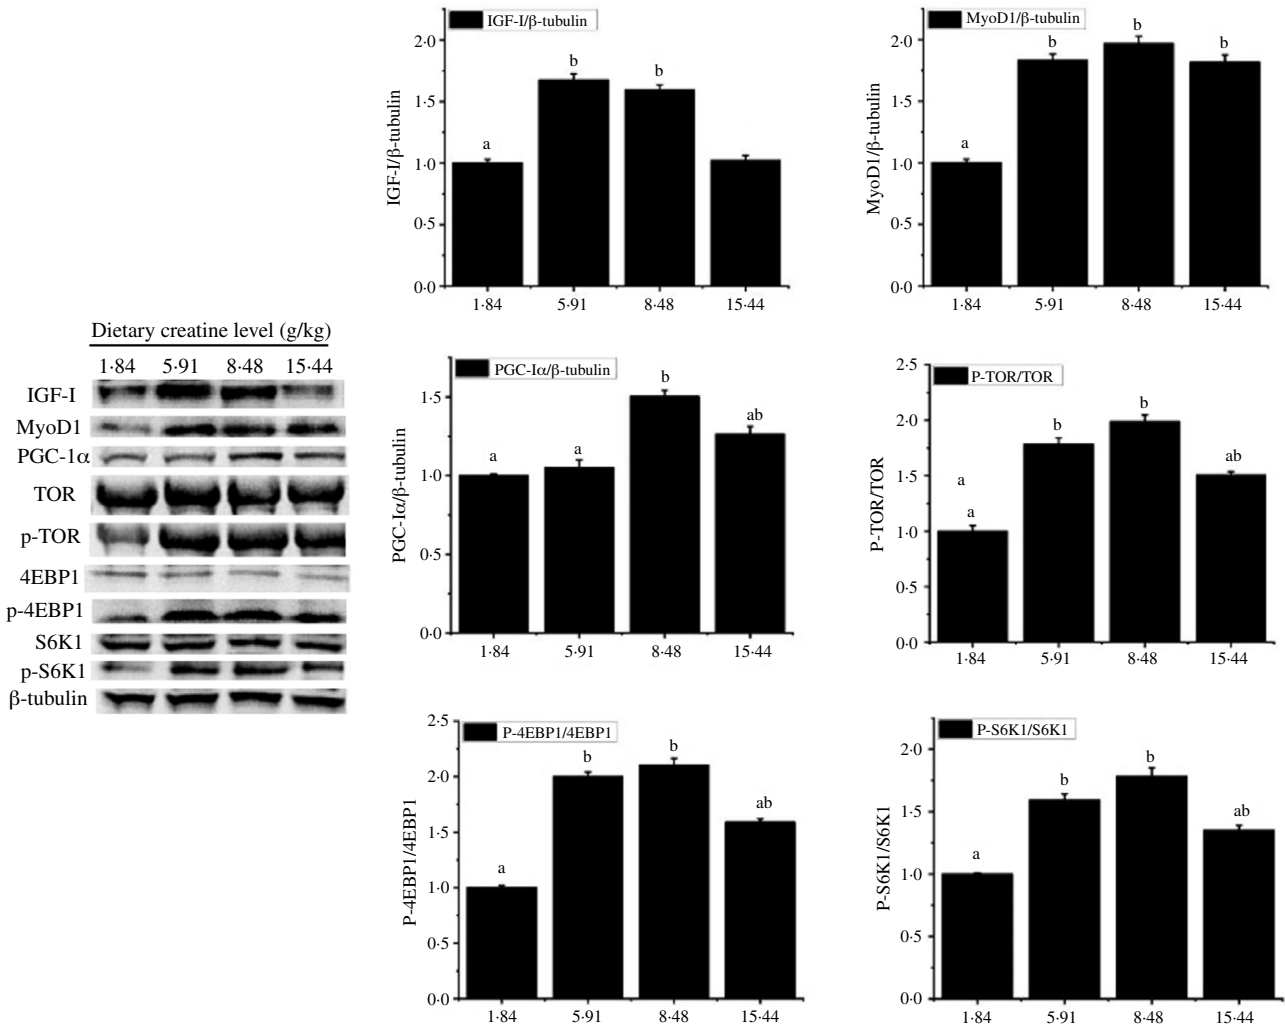 Dietary creatine level (g/kg)
1·84 5·91 8·48 15·44
IGF-I
MyoD1
PGC-1α
TOR
p-TOR
4EBP1
p-4EBP1
S6K1
p-S6K1
β-tubulin
IGF-I/β-tubulin
IGF-I/β-tubulin
2·0
1·5
1·0
0·5
0·0
a b b
1·84 5·91 8·48 15·44
MyoD1/β-tubulin
MyoD1/β-tubulin
2·0
1·5
1·0
0·5
0·0
a b b b
1·84 5·91 8·48 15·44
PGC-Iα/β-tubulin
PGC-Iα/β-tubulin
1·5
1·0
0·5
0·0
a a b ab
1·84 5·91 8·48 15·44
P-TOR/TOR
P-TOR/TOR
2·5
2·0
1·5
1·0
0·5
0·0
a
a b b ab
1·84 5·91 8·48 15·44
P-4EBP1/4EBP1
P-4EBP1/4EBP1
2·5
2·0
1·5
1·0
0·5
0·0
a b b ab
1·84 5·91 8·48 15·44
P-S6K1/S6K1
P-S6K1/S6K1
2·0
1·5
1·0
0·5
0·0
a b b ab
1·84 5·91 8·48 15·44